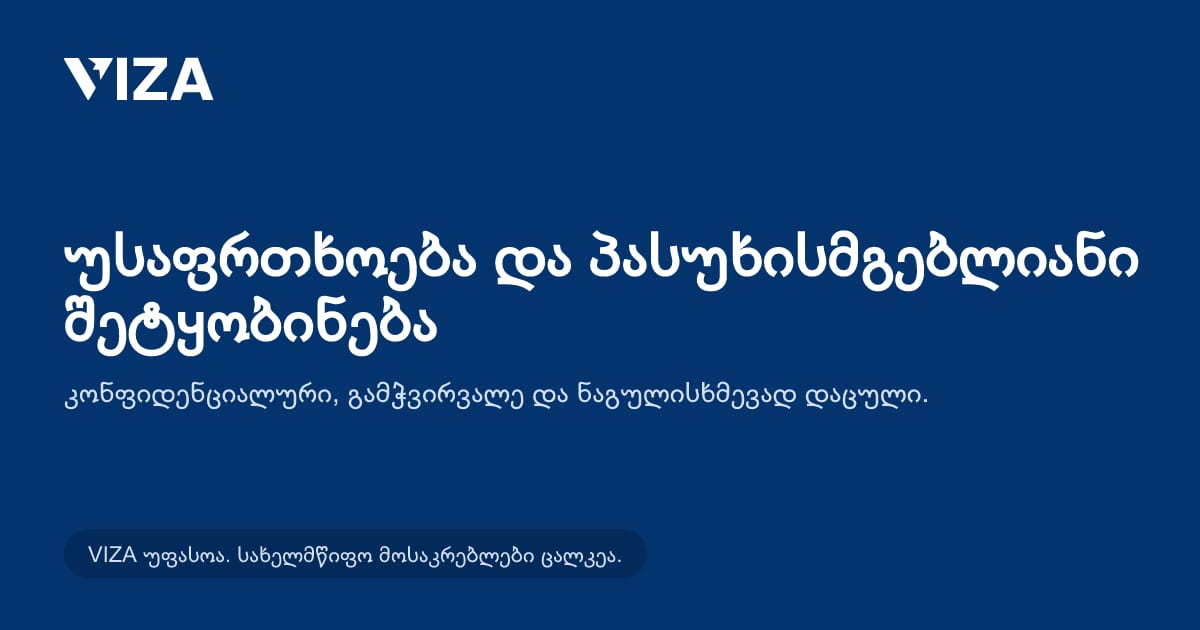 VIZA
უსაფრთხოება და პასუხისმგებლიანი
შეტყობინება
კონფიდენციალური, გამჭვირვალე და ნაგულისხმევად დაცული.
VIZA უფასოა. სახელმწიფო მოსაკრებლები ცალკეა.